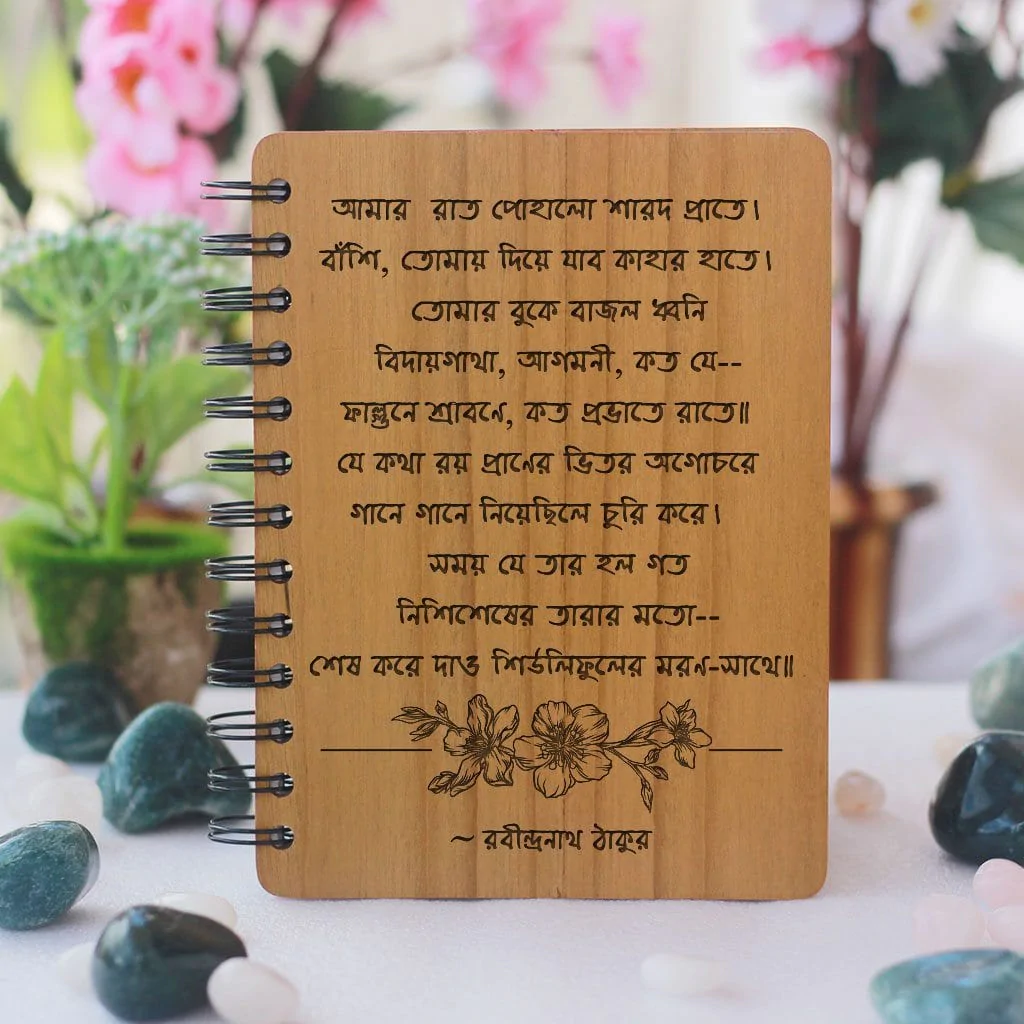 আমার রাত পোহালো শারদ প্রাতে।
বাঁশি, তোমায় দিয়ে যাব কাহার হাতে।
তোমার বুকে বাজল ধ্বনি
বিদায়গাথা, আগমনী, কত যে--
ফাল্গুনে শ্রাবণে, কত প্রভাতে রাতে॥
যে কথা রয় প্রাণের ভিতর অগোচরে
গানে গানে নিয়েছিলে চুরি করে।
সময় যে তার হল গত
নিশিশেষের তারার মতো--
শেষ করে দাও শিউলিফুলের মরণ-সাথে॥
~ রবীন্দ্রনাথ ঠাকুর